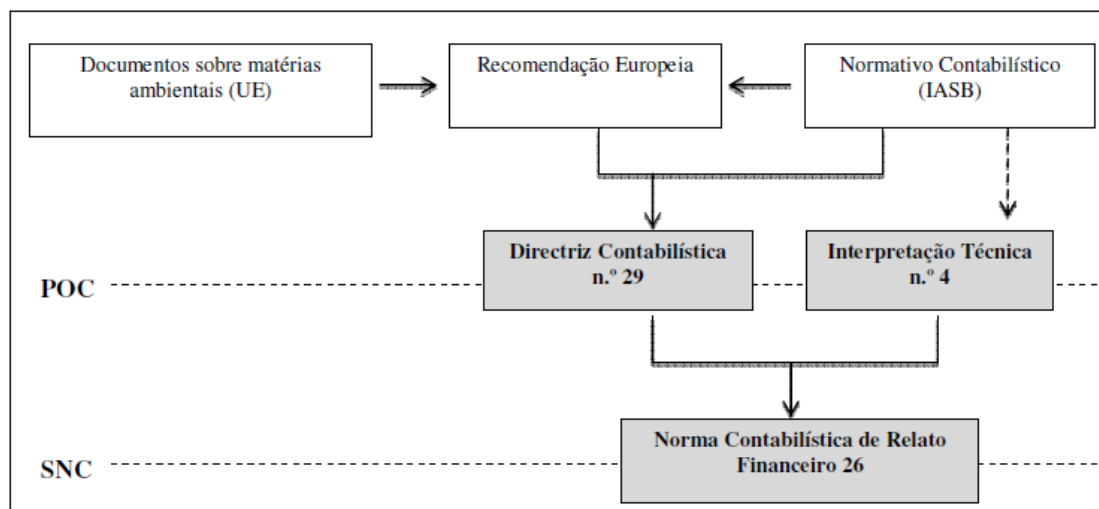 Documentos sobre matérias
ambientais (UE)
Recomendação Europeia
Normativo Contabilístico
(IASB)
Directriz Contabilística
n.º 29
Interpretação Técnica
n.º 4
POC
Norma Contabilística de Relato
Financeiro 26
SNC